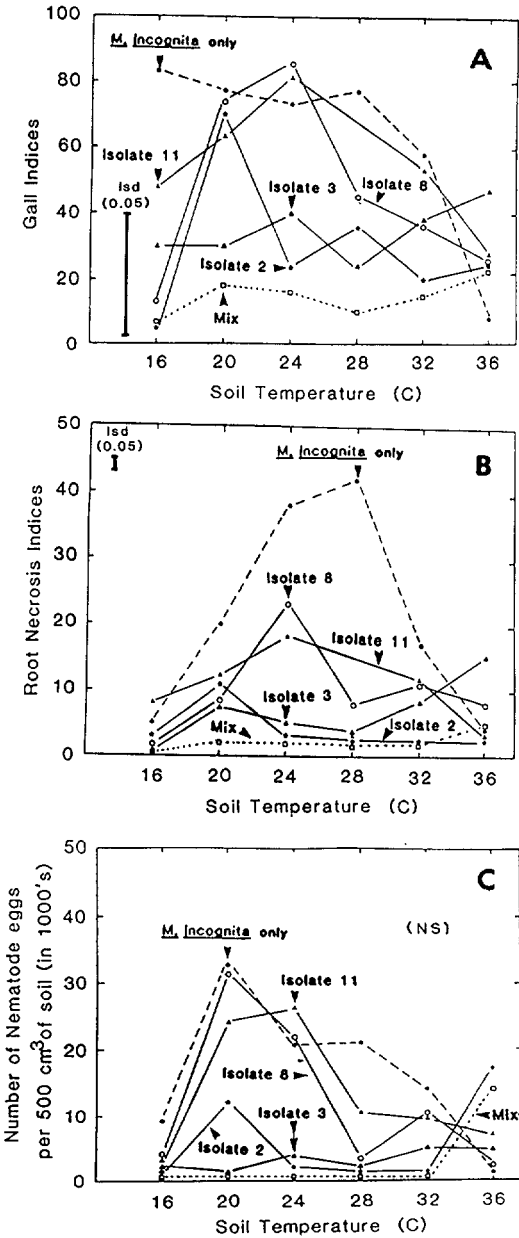 100
A
M. Incognita only
80
Isolate 11
60
lsd
(0.05)
Isolate 3
Isolate 8
40
Gall Indices
20
Isolate 2
Mix
0
16 20 24 28 32 36
Soil Temperature (C)
50
lsd
(0.05)
M. Incognita only
B
40
30
Isolate 8
Root Necrosis Indices
20
Isolate 11
10
Isolate 3
Mix
Isolate 2
0
16 20 24 28 32 36
Soil Temperature (C)
50
C
40
M. Incognita only
(NS)
30
Isolate 11
Number of Nematode eggs
per 500 cm³ of soil (in 1000's)
20
Isolate 8
Isolate 3
Mix
10
Isolate 2
0
16 20 24 28 32 36
Soil Temperature (C)